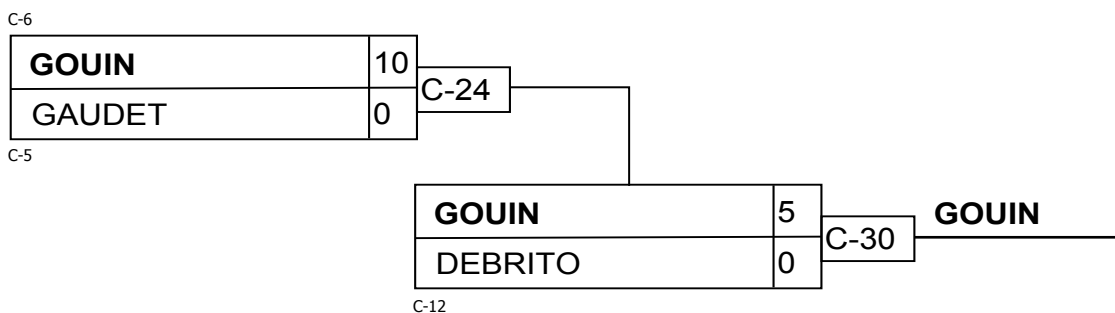 C-6
GOUIN 10
C-24
GAUDET 0
C-5
GOUIN 5
C-30
GOUIN
DEBRITO 0
C-12